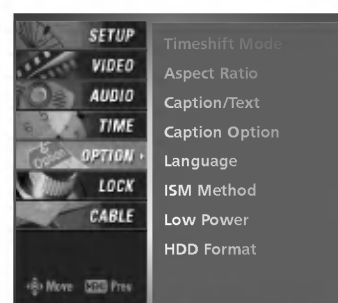 SETUP
VIDEO
AUDIO
TIME
OPTION
LOCK
CABLE
Move Prev
Timeshift Mode
Aspect Ratio
Caption/Text
Caption Option
Language
ISM Method
Low Power
HDD Format